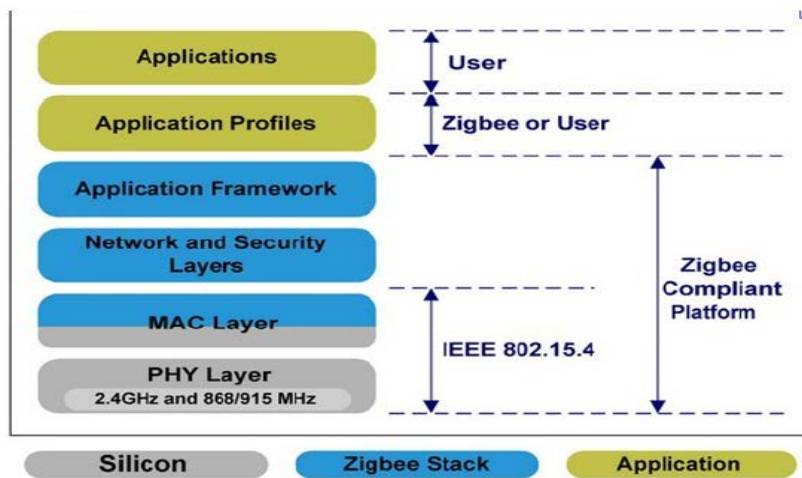 Applications
User
Application Profiles
Zigbee or User
Application Framework
Network and Security
Layers
Zigbee
Compliant
Platform
MAC Layer
IEEE 802.15.4
PHY Layer
2.4GHz and 868/915 MHz
Silicon
Zigbee Stack
Application